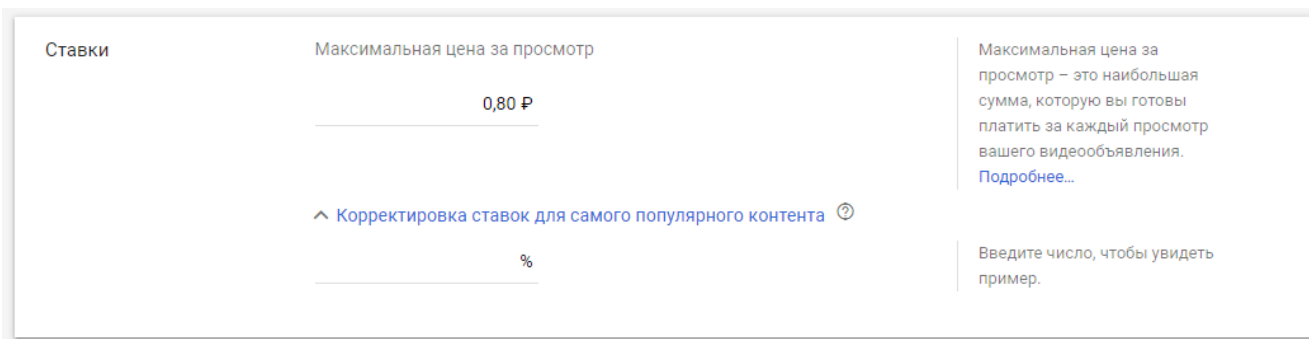 Ставки
Максимальная цена за просмотр
0,80 ₽
Максимальная цена за
просмотр – это наибольшая
сумма, которую вы готовы
платить за каждый просмотр
вашего видеообъявления.
Подробнее...
Корректировка ставок для самого популярного контента
%
Введите число, чтобы увидеть
пример.